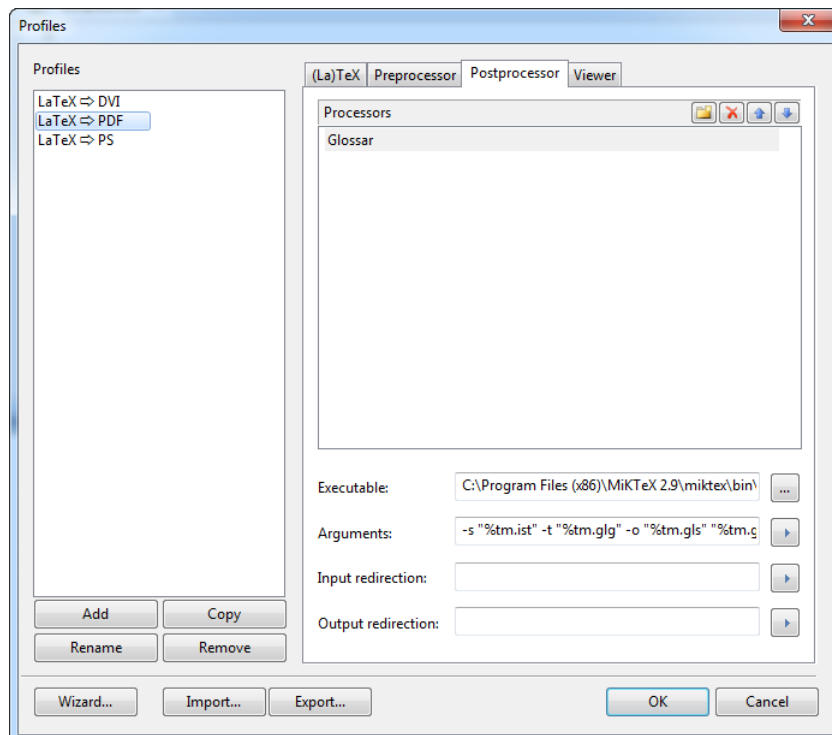 Profiles
Profiles
LaTeX ⇨ DVI
LaTeX ⇨ PDF
LaTeX ⇨ PS
(La)TeX Preprocessor Postprocessor Viewer
Processors
Glossar
Executable: C:\Program Files (x86)\MiKTeX 2.9\miktex\bin\ ...
Arguments: -s "%tm.ist" -t "%tm.glg" -o "%tm.gls" "%tm.g
Input redirection:
Output redirection:
Add Copy
Rename Remove
Wizard... Import... Export... OK Cancel